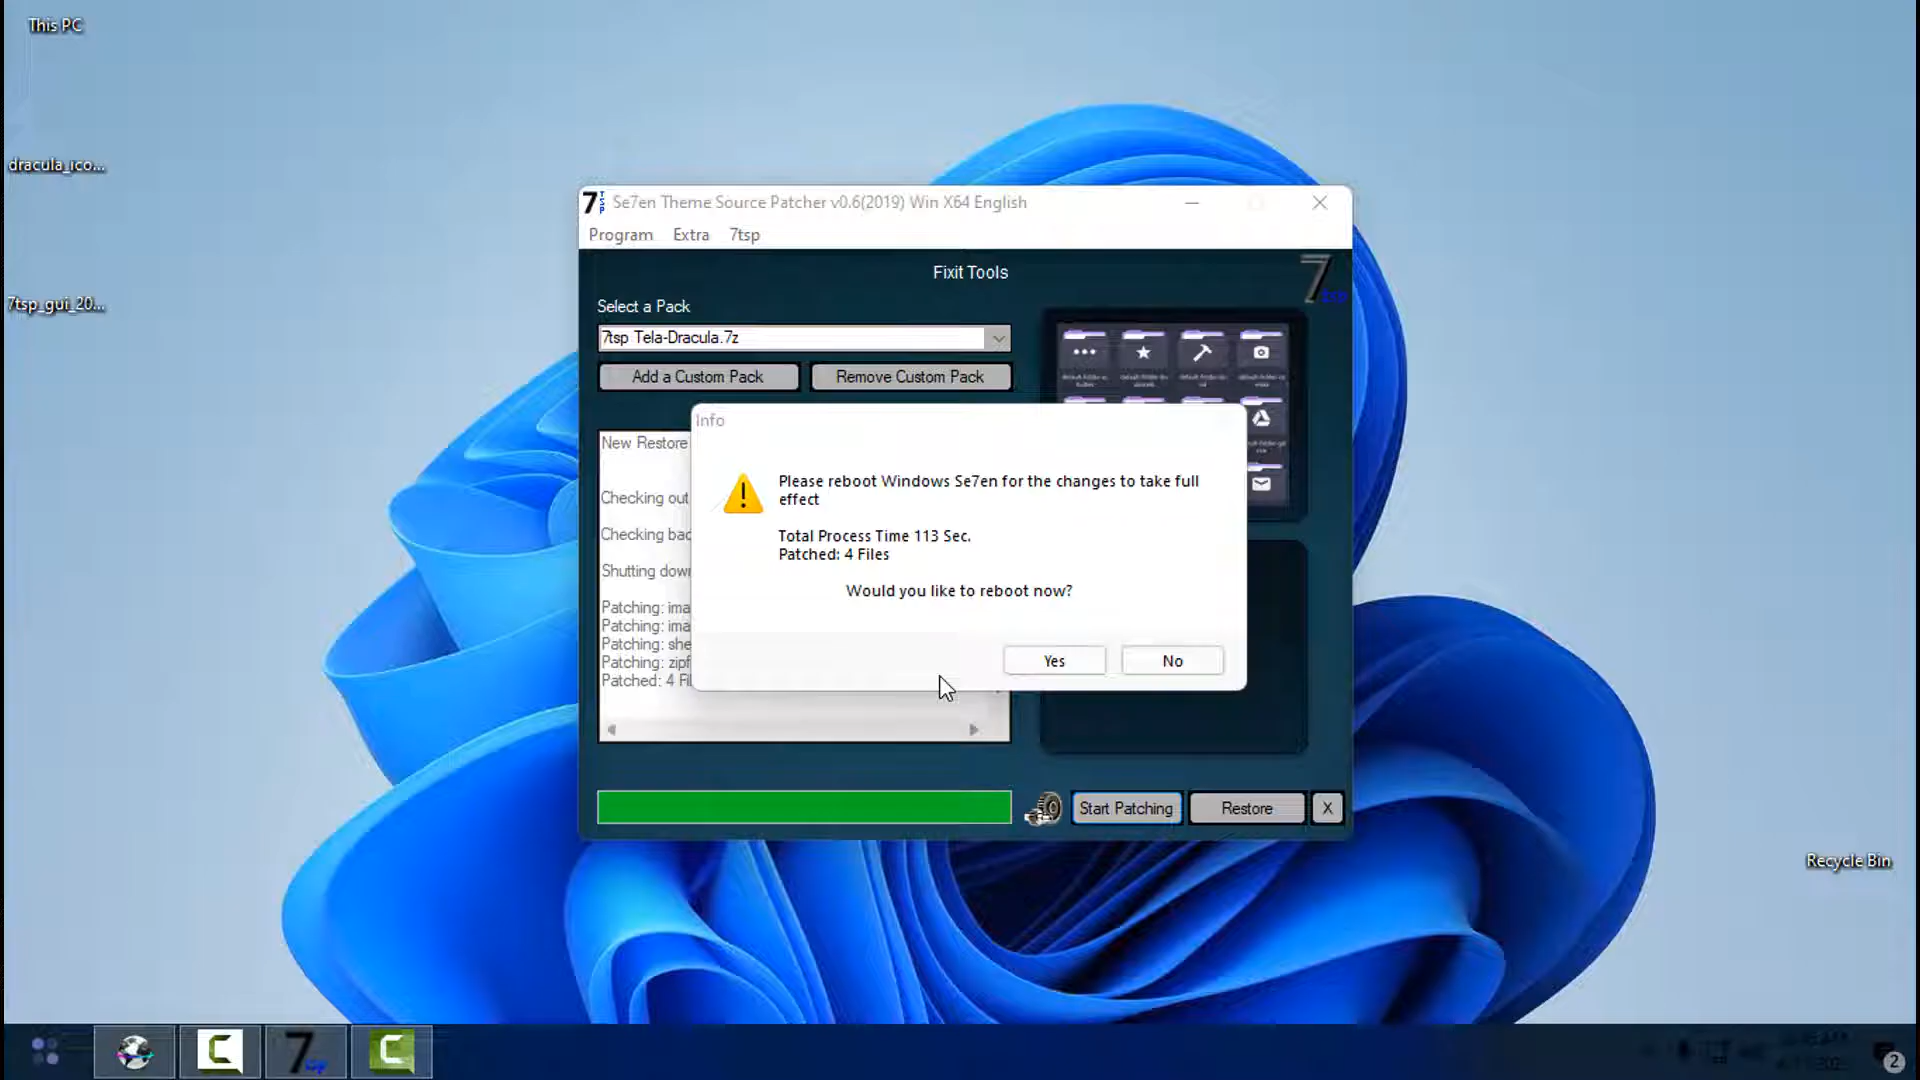 This PC
dracula_ico...
7tsp_gui_20...
Se7en Theme Source Patcher v0.6(2019) Win X64 English
Program Extra 7tsp
Fixit Tools
Select a Pack
7tsp Tela-Dracula.7z
Add a Custom Pack Remove Custom Pack
New Restore
Checking out
Checking bac
Shutting down
Patching: ima
Patching: ima
Patching: she
Patching: zipf
Patched: 4 Fil
Info
Please reboot Windows Se7en for the changes to take full
effect
Total Process Time 113 Sec.
Patched: 4 Files
Would you like to reboot now?
Yes No
Start Patching Restore X
Recycle Bin
2